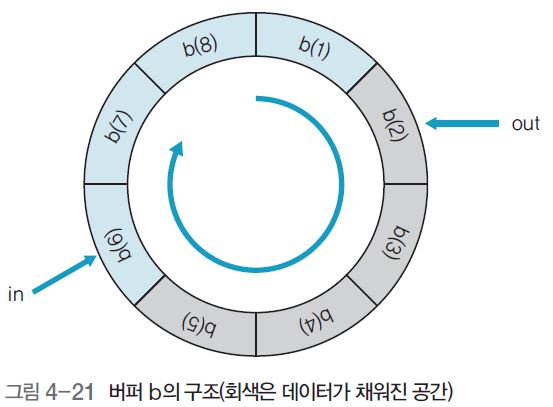 b(8)
b(1)
b(7)
b(2)
out
b(6)
b(3)
in
b(5)
b(4)
그림 4-21 버퍼 b의 구조(회색은 데이터가 채워진 공간)